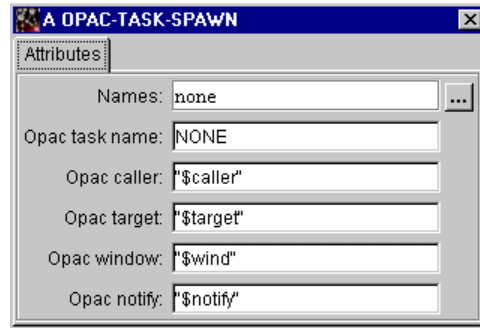 A OPAC-TASK-SPAWN
Attributes
Names: none ...
Opac task name: NONE
Opac caller: "$caller"
Opac target: "$target"
Opac window: "$wind"
Opac notify: "$notify"